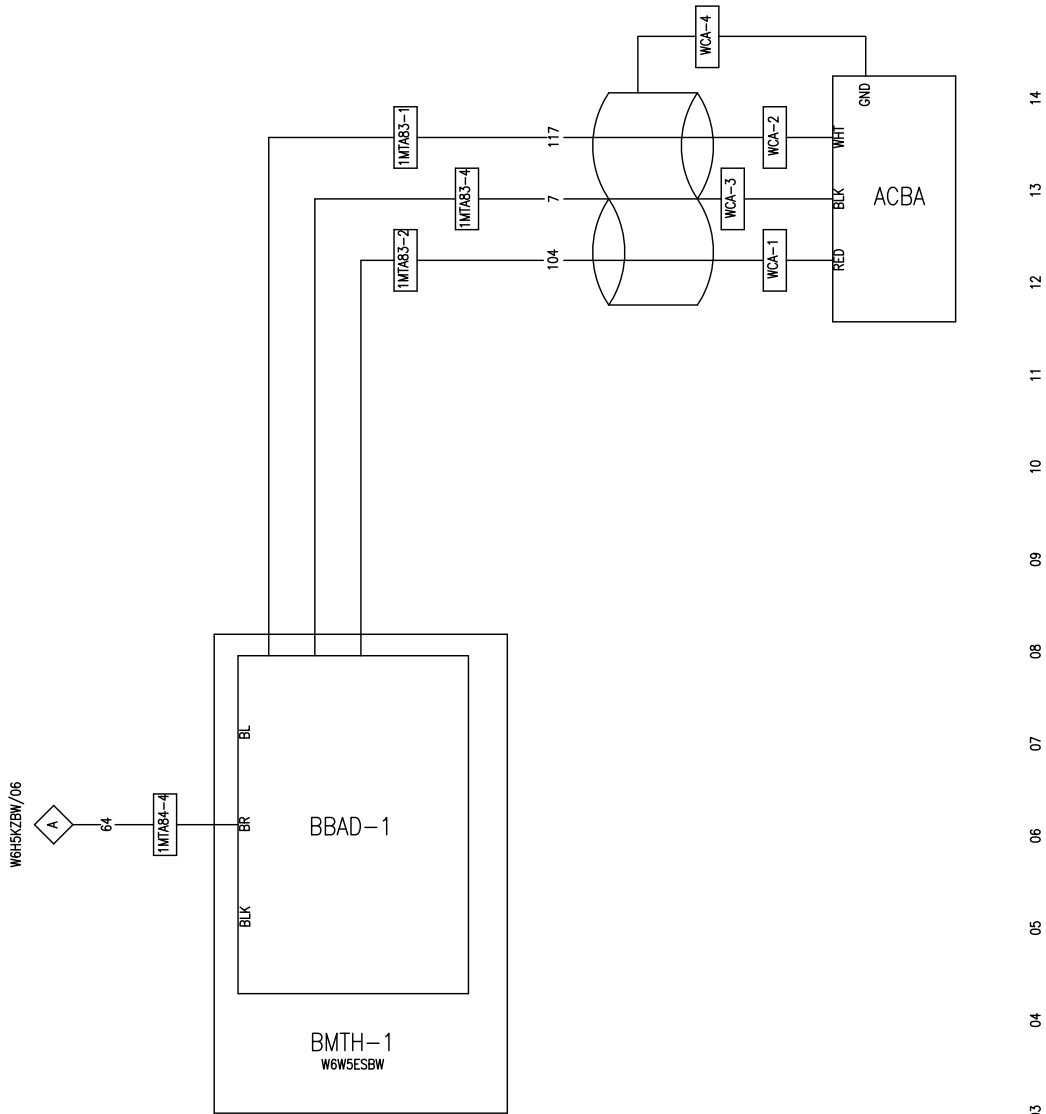 WCA-4
14
GND
1MTA83-1
117
WCA-2
WHT
1MTA83-4
7
WCA-3
BLK
ACBA
13
1MTA83-2
104
WCA-1
RED
12
11
10
09
08
BL
07
W6H5KZBW/06
A
64
1MTA84-4
BR
BBAD-1
06
BLK
05
BMTH-1
W6W5ESBW
04
03